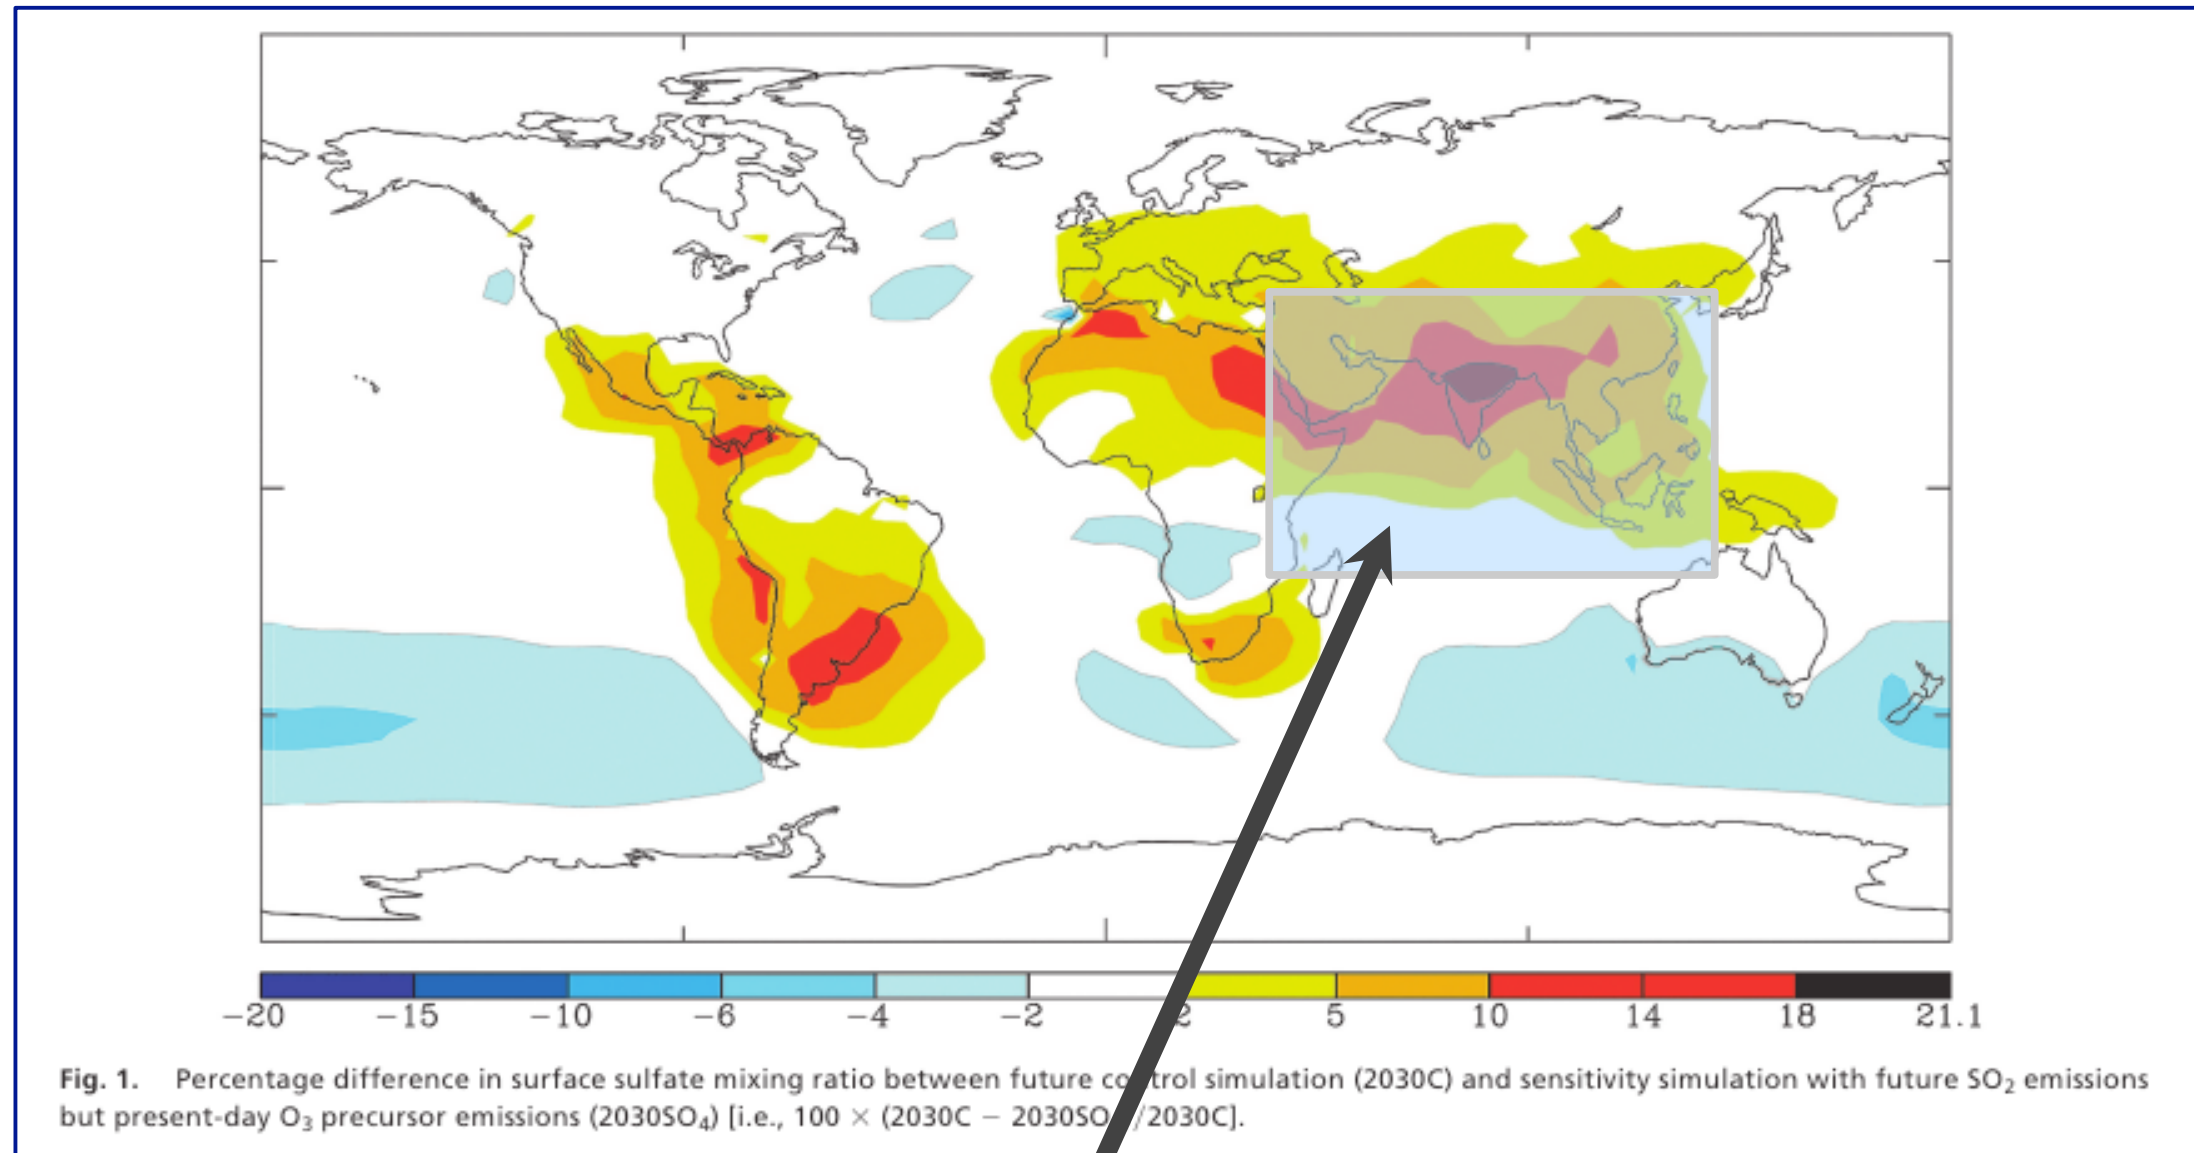 −20 −15 −10 −6 −4 −2 2 5 10 14 18 21.1
Fig. 1. Percentage difference in surface sulfate mixing ratio between future control simulation (2030C) and sensitivity simulation with future SO₂ emissions
but present-day O₃ precursor emissions (2030SO₄) [i.e., 100 × (2030C − 2030SO /2030C].